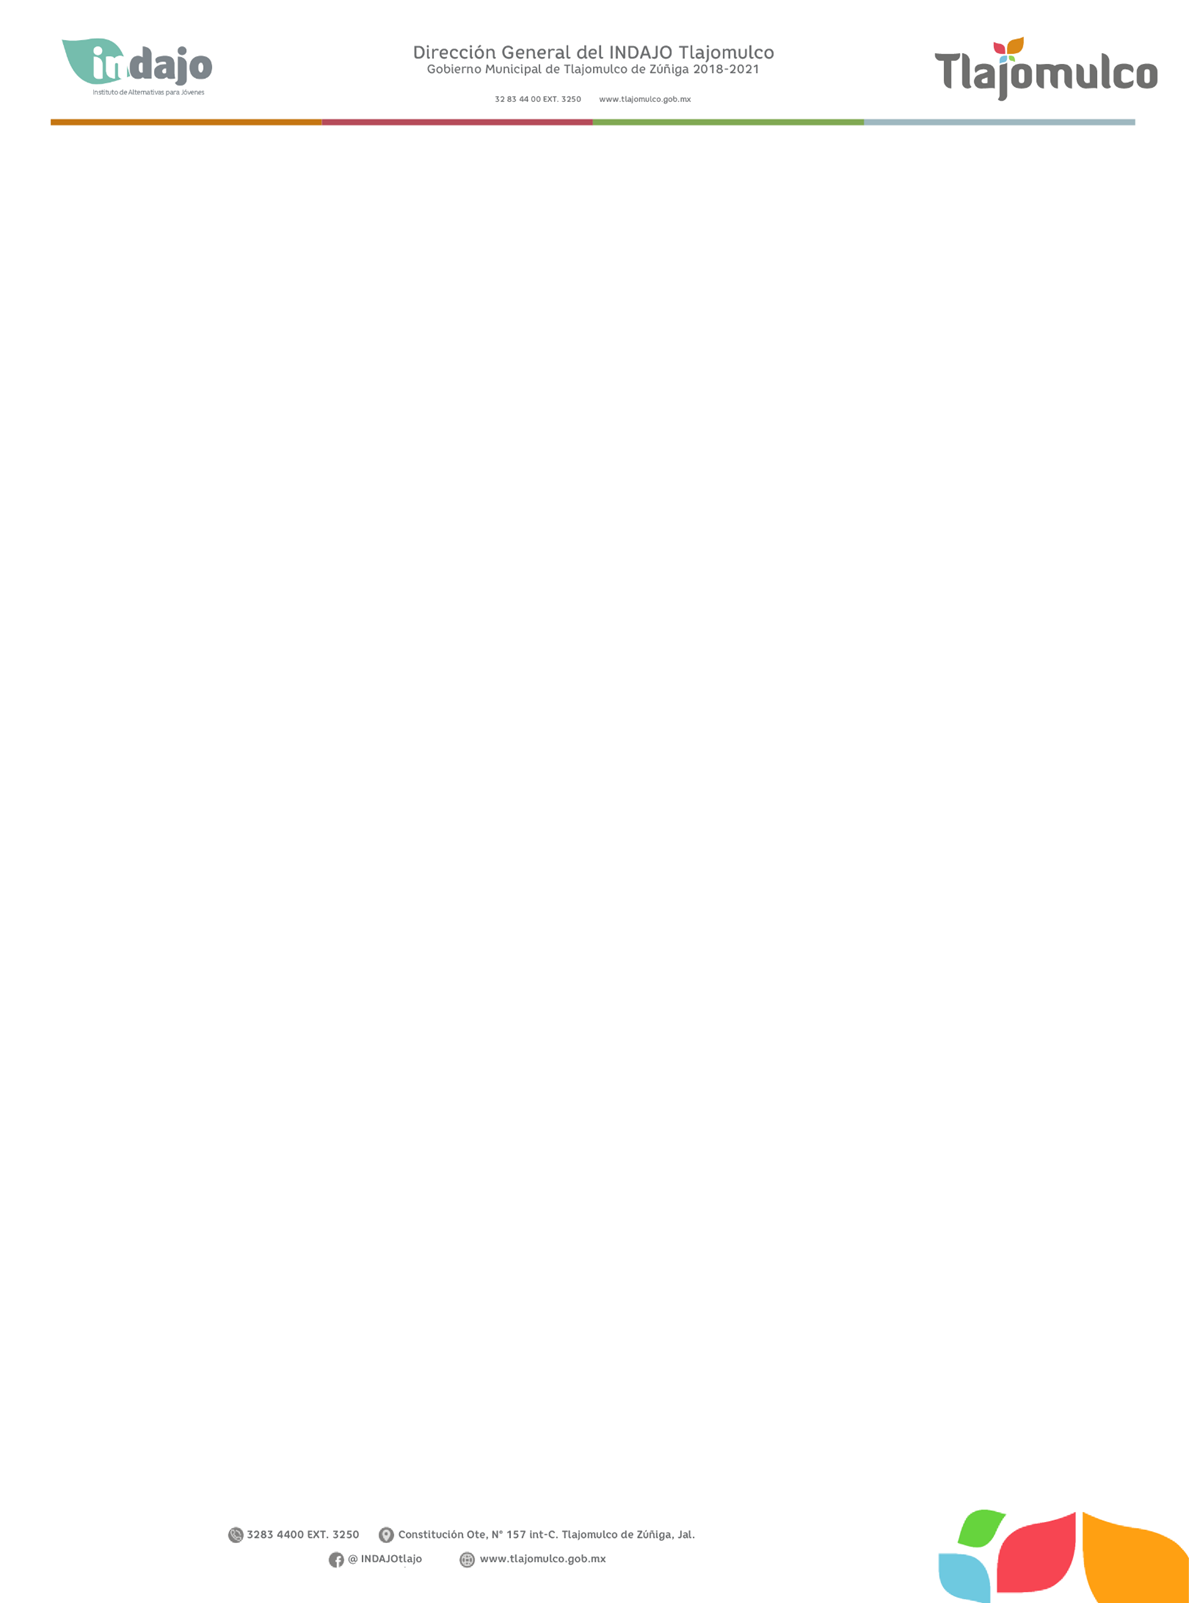 indajo
Instituto de Alternativas para Jóvenes
Dirección General del INDAJO Tlajomulco
Gobierno Municipal de Tlajomulco de Zúñiga 2018-2021
32 83 44 00 EXT. 3250 www.tlajomulco.gob.mx
Tlajomulco
3283 4400 EXT. 3250 Constitución Ote, N° 157 int-C. Tlajomulco de Zúñiga, Jal.
@ INDAJOtlajo www.tlajomulco.gob.mx